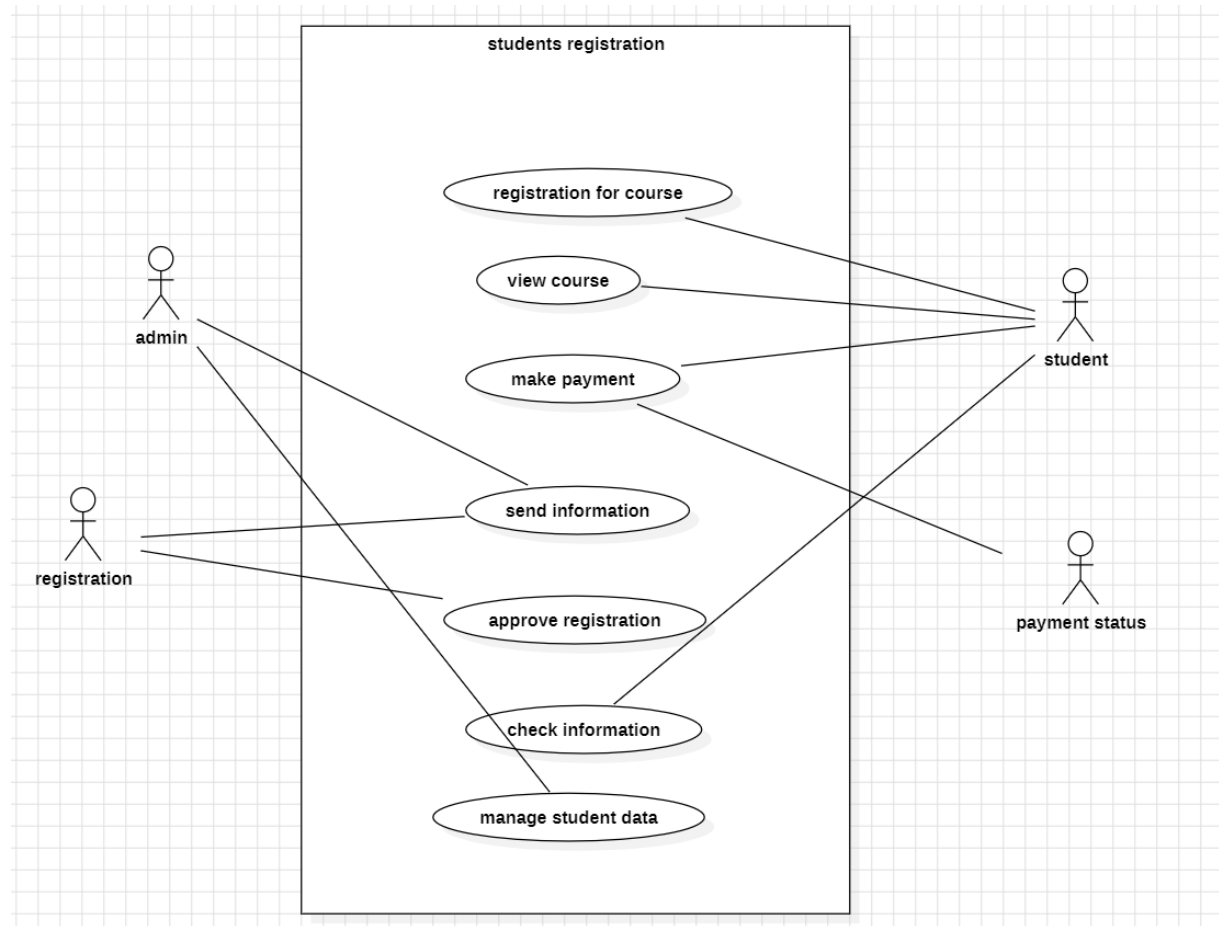 students registration
registration for course
view course
admin
student
make payment
send information
registration
approve registration
payment status
check information
manage student data